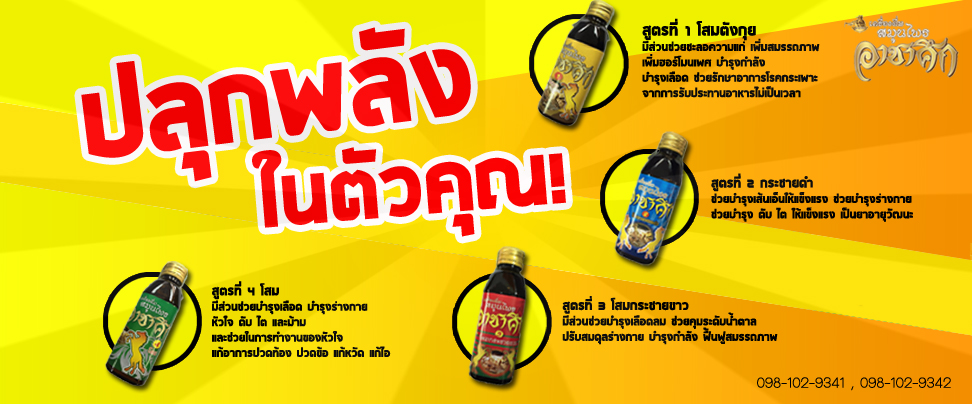 ปลุกพลัง
ในตัวคุณ!
เครื่องดื่ม
สมุนไพร
อาชาศึก
สูตรที่ 1 โสมตังกุย
มีส่วนช่วยชะลอความแก่ เพิ่มสมรรถภาพ
เพิ่มฮอร์โมนเพศ บำรุงกำลัง
บำรุงเลือด ช่วยรักษาอาการโรคกระเพาะ
จากการรับประทานอาหารไม่เป็นเวลา
สูตรที่ 2 กระชายดำ
ช่วยบำรุงเส้นเอ็นให้แข็งแรง ช่วยบำรุงร่างกาย
ช่วยบำรุง ตับ ไต ให้แข็งแรง เป็นยาอายุวัฒนะ
สูตรที่ 4 โสม
มีส่วนช่วยบำรุงเลือด บำรุงร่างกาย
หัวใจ ตับ ไต และม้าม
และช่วยในการทำงานของหัวใจ
แก้อาการปวดท้อง ปวดข้อ แก้หวัด แก้ไอ
สูตรที่ 3 โสมกระชายขาว
มีส่วนช่วยบำรุงเลือดลม ช่วยคุมระดับน้ำตาล
ปรับสมดุลร่างกาย บำรุงกำลัง ฟื้นฟูสมรรถภาพ
098-102-9341 , 098-102-9342